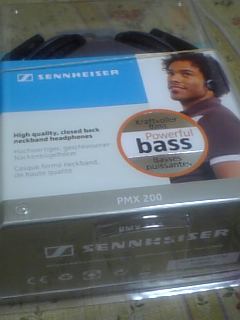 SENNHEISER
High quality, closed back
neckband headphones
Hochwertiger, geschlossener
Nackenbügelhörer
Casque fermé neckband,
de haute qualité
Kraftvoller
Bass
Powerful
bass
Basses
puissantes
PMX 200
SENNHEISER